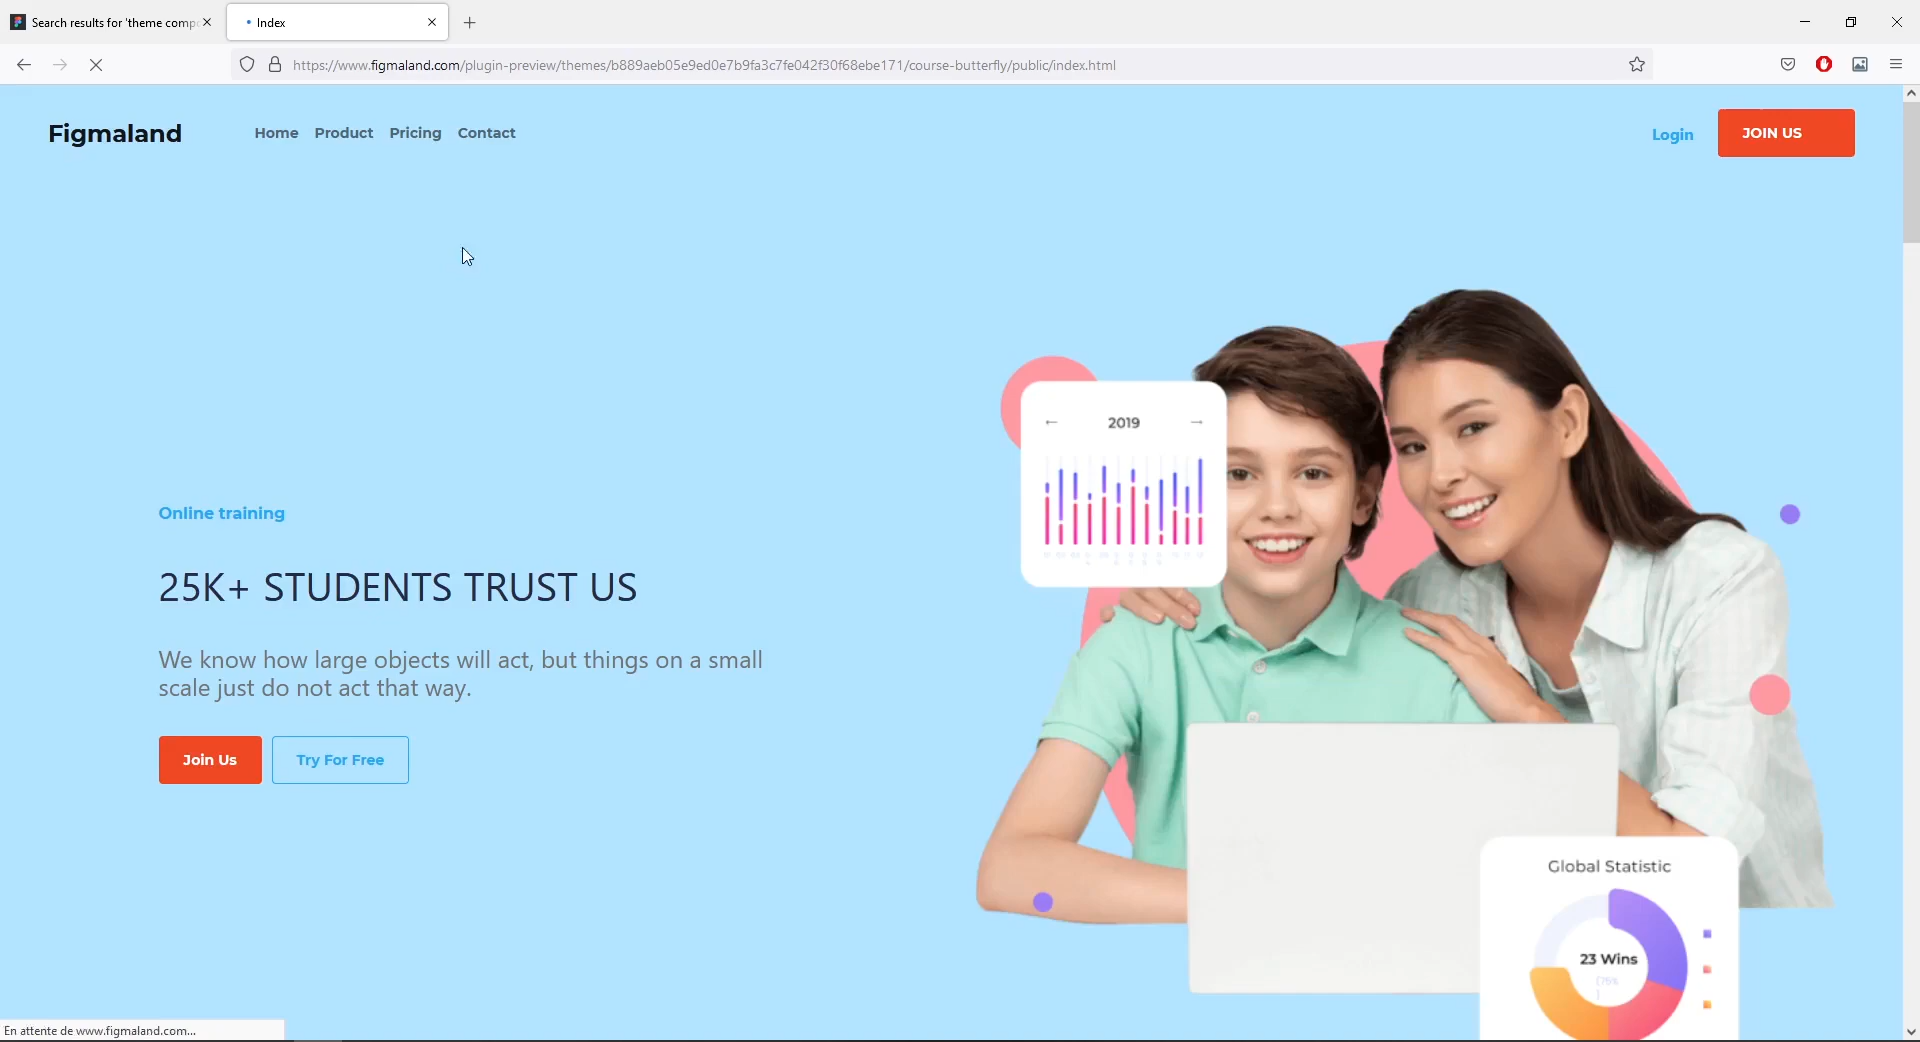 Search results for 'theme comp
Index
https://www.figmaland.com/plugin-preview/themes/b889aeb05e9ed0e7b9fa3c7fe042f30f68ebe171/course-butterfly/public/index.html
Figmaland
Home Product Pricing Contact
Login
JOIN US
2019
Online training
25K+ STUDENTS TRUST US
We know how large objects will act, but things on a small
scale just do not act that way.
Join Us
Try For Free
Global Statistic
23 Wins
En attente de www.figmaland.com...